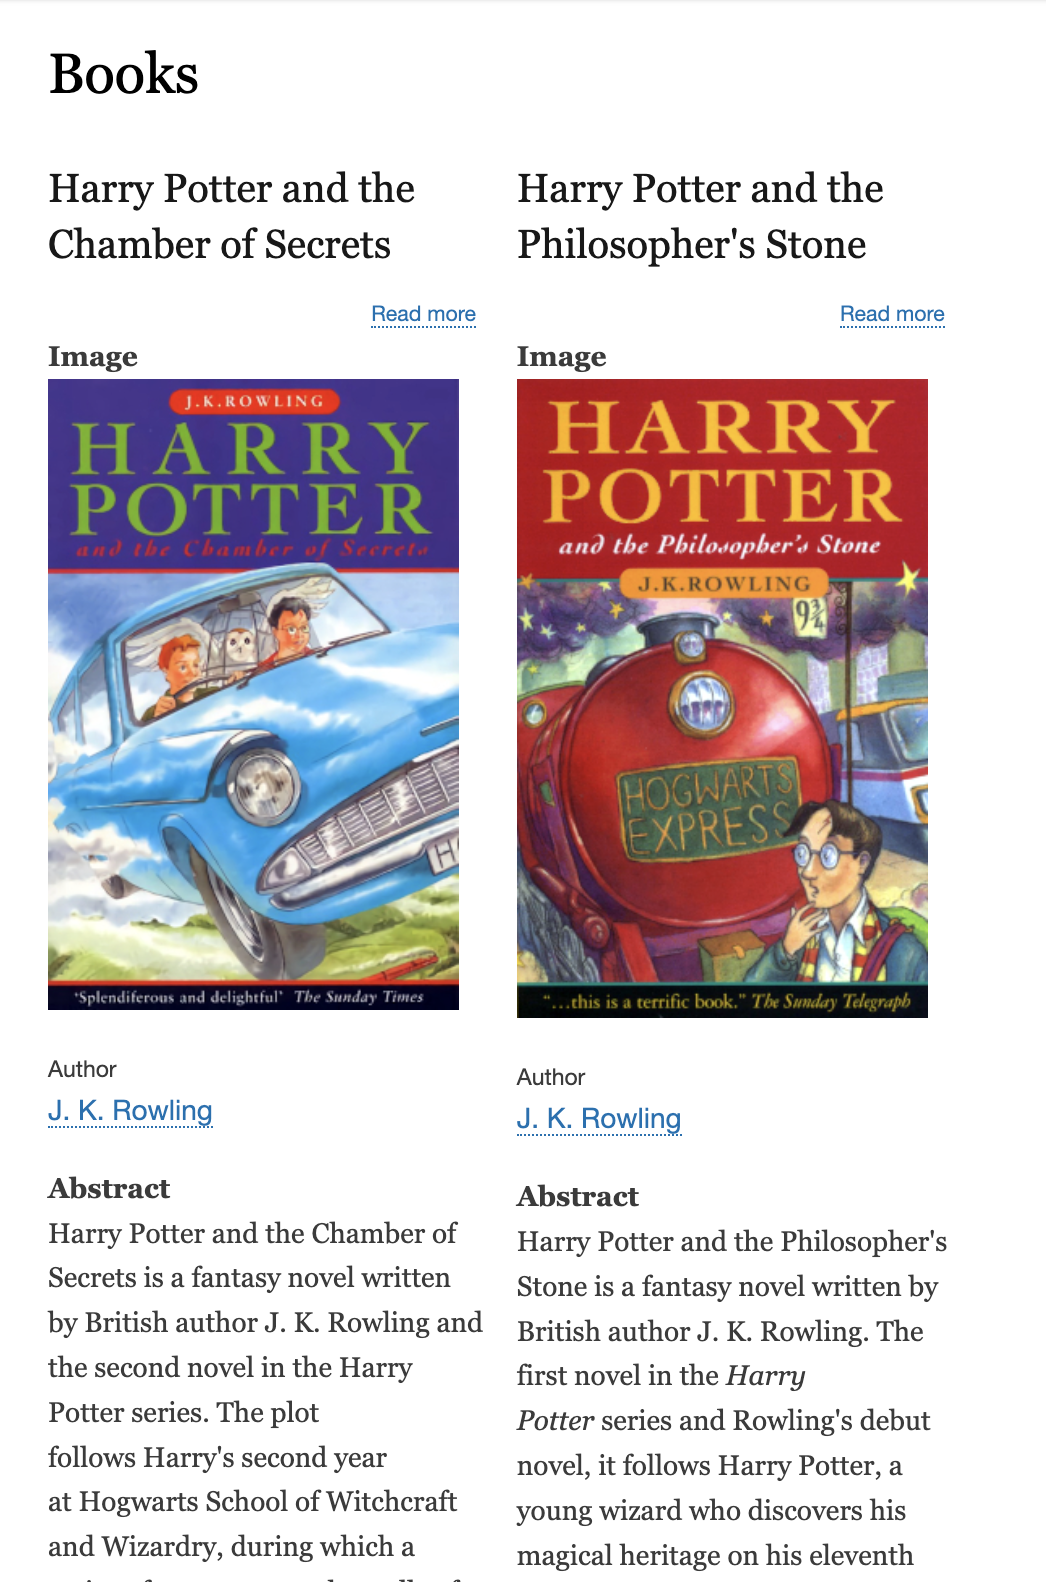 Books
Harry Potter and the
Chamber of Secrets
Read more
Image
J.K.ROWLING
HARRY
POTTER
and the Chamber of Secrets
'Splendiferous and delightful' The Sunday Times
Author
J. K. Rowling
Abstract
Harry Potter and the Chamber of
Secrets is a fantasy novel written
by British author J. K. Rowling and
the second novel in the Harry
Potter series. The plot
follows Harry's second year
at Hogwarts School of Witchcraft
and Wizardry, during which a
Harry Potter and the
Philosopher's Stone
Read more
Image
HARRY
POTTER
and the Philosopher's Stone
J.K.ROWLING
9¾
HOGWARTS
EXPRESS
"...this is a terrific book." The Sunday Telegraph
Author
J. K. Rowling
Abstract
Harry Potter and the Philosopher's
Stone is a fantasy novel written by
British author J. K. Rowling. The
first novel in the Harry
Potter series and Rowling's debut
novel, it follows Harry Potter, a
young wizard who discovers his
magical heritage on his eleventh